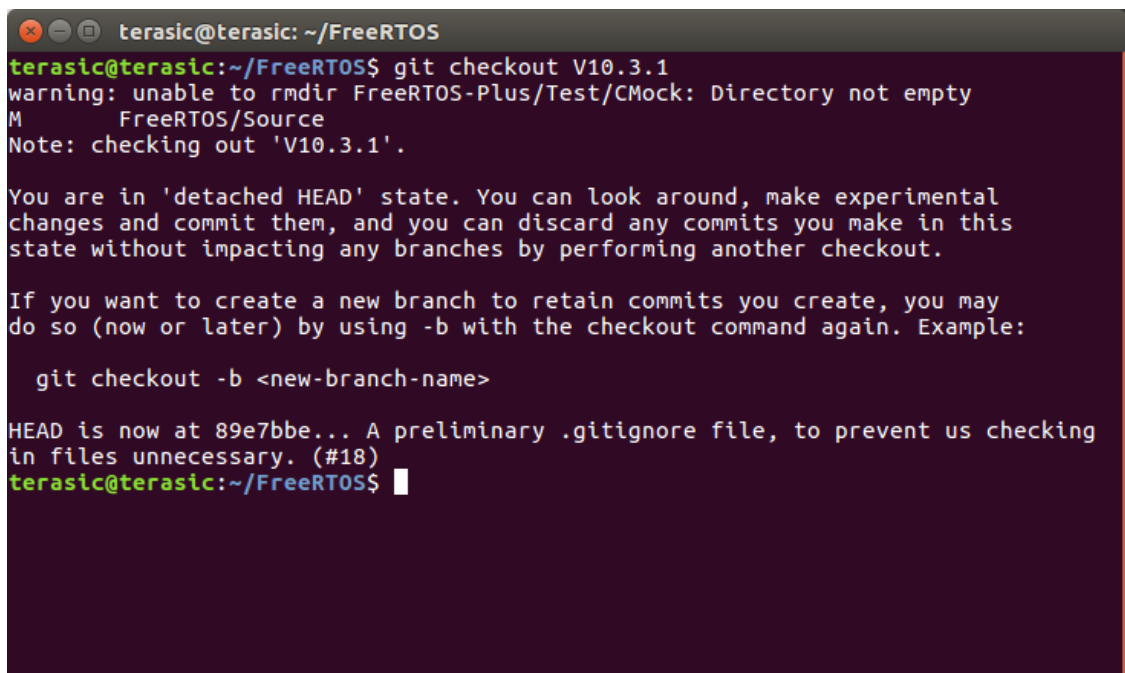 terasic@terasic: ~/FreeRTOS
terasic@terasic:~/FreeRTOS$ git checkout V10.3.1
warning: unable to rmdir FreeRTOS-Plus/Test/CMock: Directory not empty
M       FreeRTOS/Source
Note: checking out 'V10.3.1'.
You are in 'detached HEAD' state. You can look around, make experimental
changes and commit them, and you can discard any commits you make in this
state without impacting any branches by performing another checkout.
If you want to create a new branch to retain commits you create, you may
do so (now or later) by using -b with the checkout command again. Example:
  git checkout -b <new-branch-name>
HEAD is now at 89e7bbe... A preliminary .gitignore file, to prevent us checking
in files unnecessary. (#18)
terasic@terasic:~/FreeRTOS$